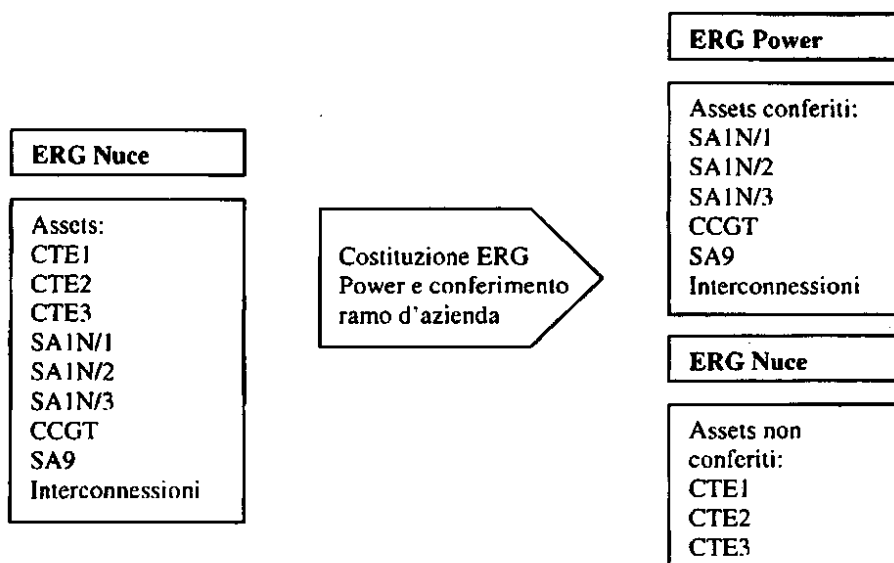 ERG Nuce
Assets:
CTE1
CTE2
CTE3
SA1N/1
SA1N/2
SA1N/3
CCGT
SA9
Interconnessioni
Costituzione ERG
Power e conferimento
ramo d'azienda
ERG Power
Assets conferiti:
SA1N/1
SA1N/2
SA1N/3
CCGT
SA9
Interconnessioni
ERG Nuce
Assets non
conferiti:
CTE1
CTE2
CTE3